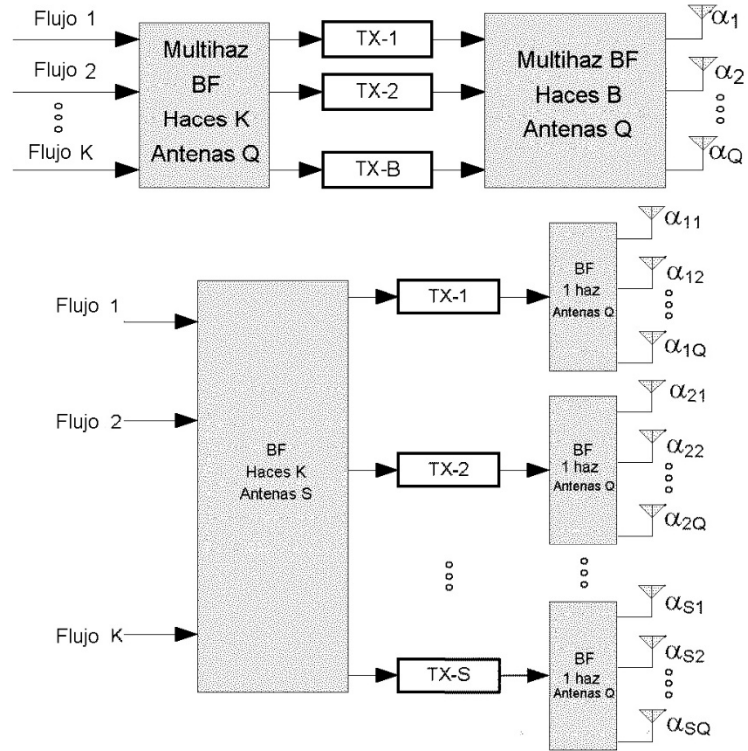 Flujo 1
Flujo 2
Flujo K
Multihaz
BF
Haces K
Antenas Q
TX-1
TX-2
TX-B
Multihaz BF
Haces B
Antenas Q
α1
α2
αQ
Flujo 1
Flujo 2
Flujo K
BF
Haces K
Antenas S
TX-1
TX-2
TX-S
BF
1 haz
Antenas Q
α11
α12
α1Q
BF
1 haz
Antenas Q
α21
α22
α2Q
BF
1 haz
Antenas Q
αS1
αS2
αSQ